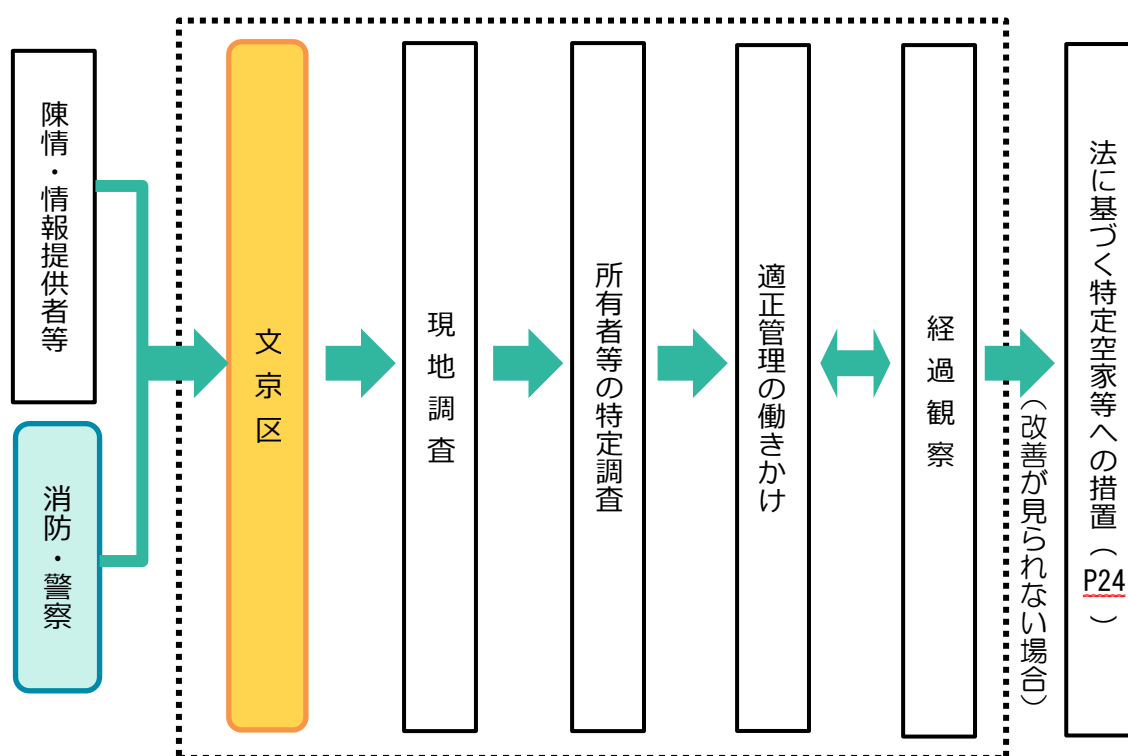 陳情・情報提供者等
消防・警察
文京区
現地調査
所有者等の特定調査
適正管理の働きかけ
経過観察
（改善が見られない場合）
法に基づく特定空家等への措置（P24）